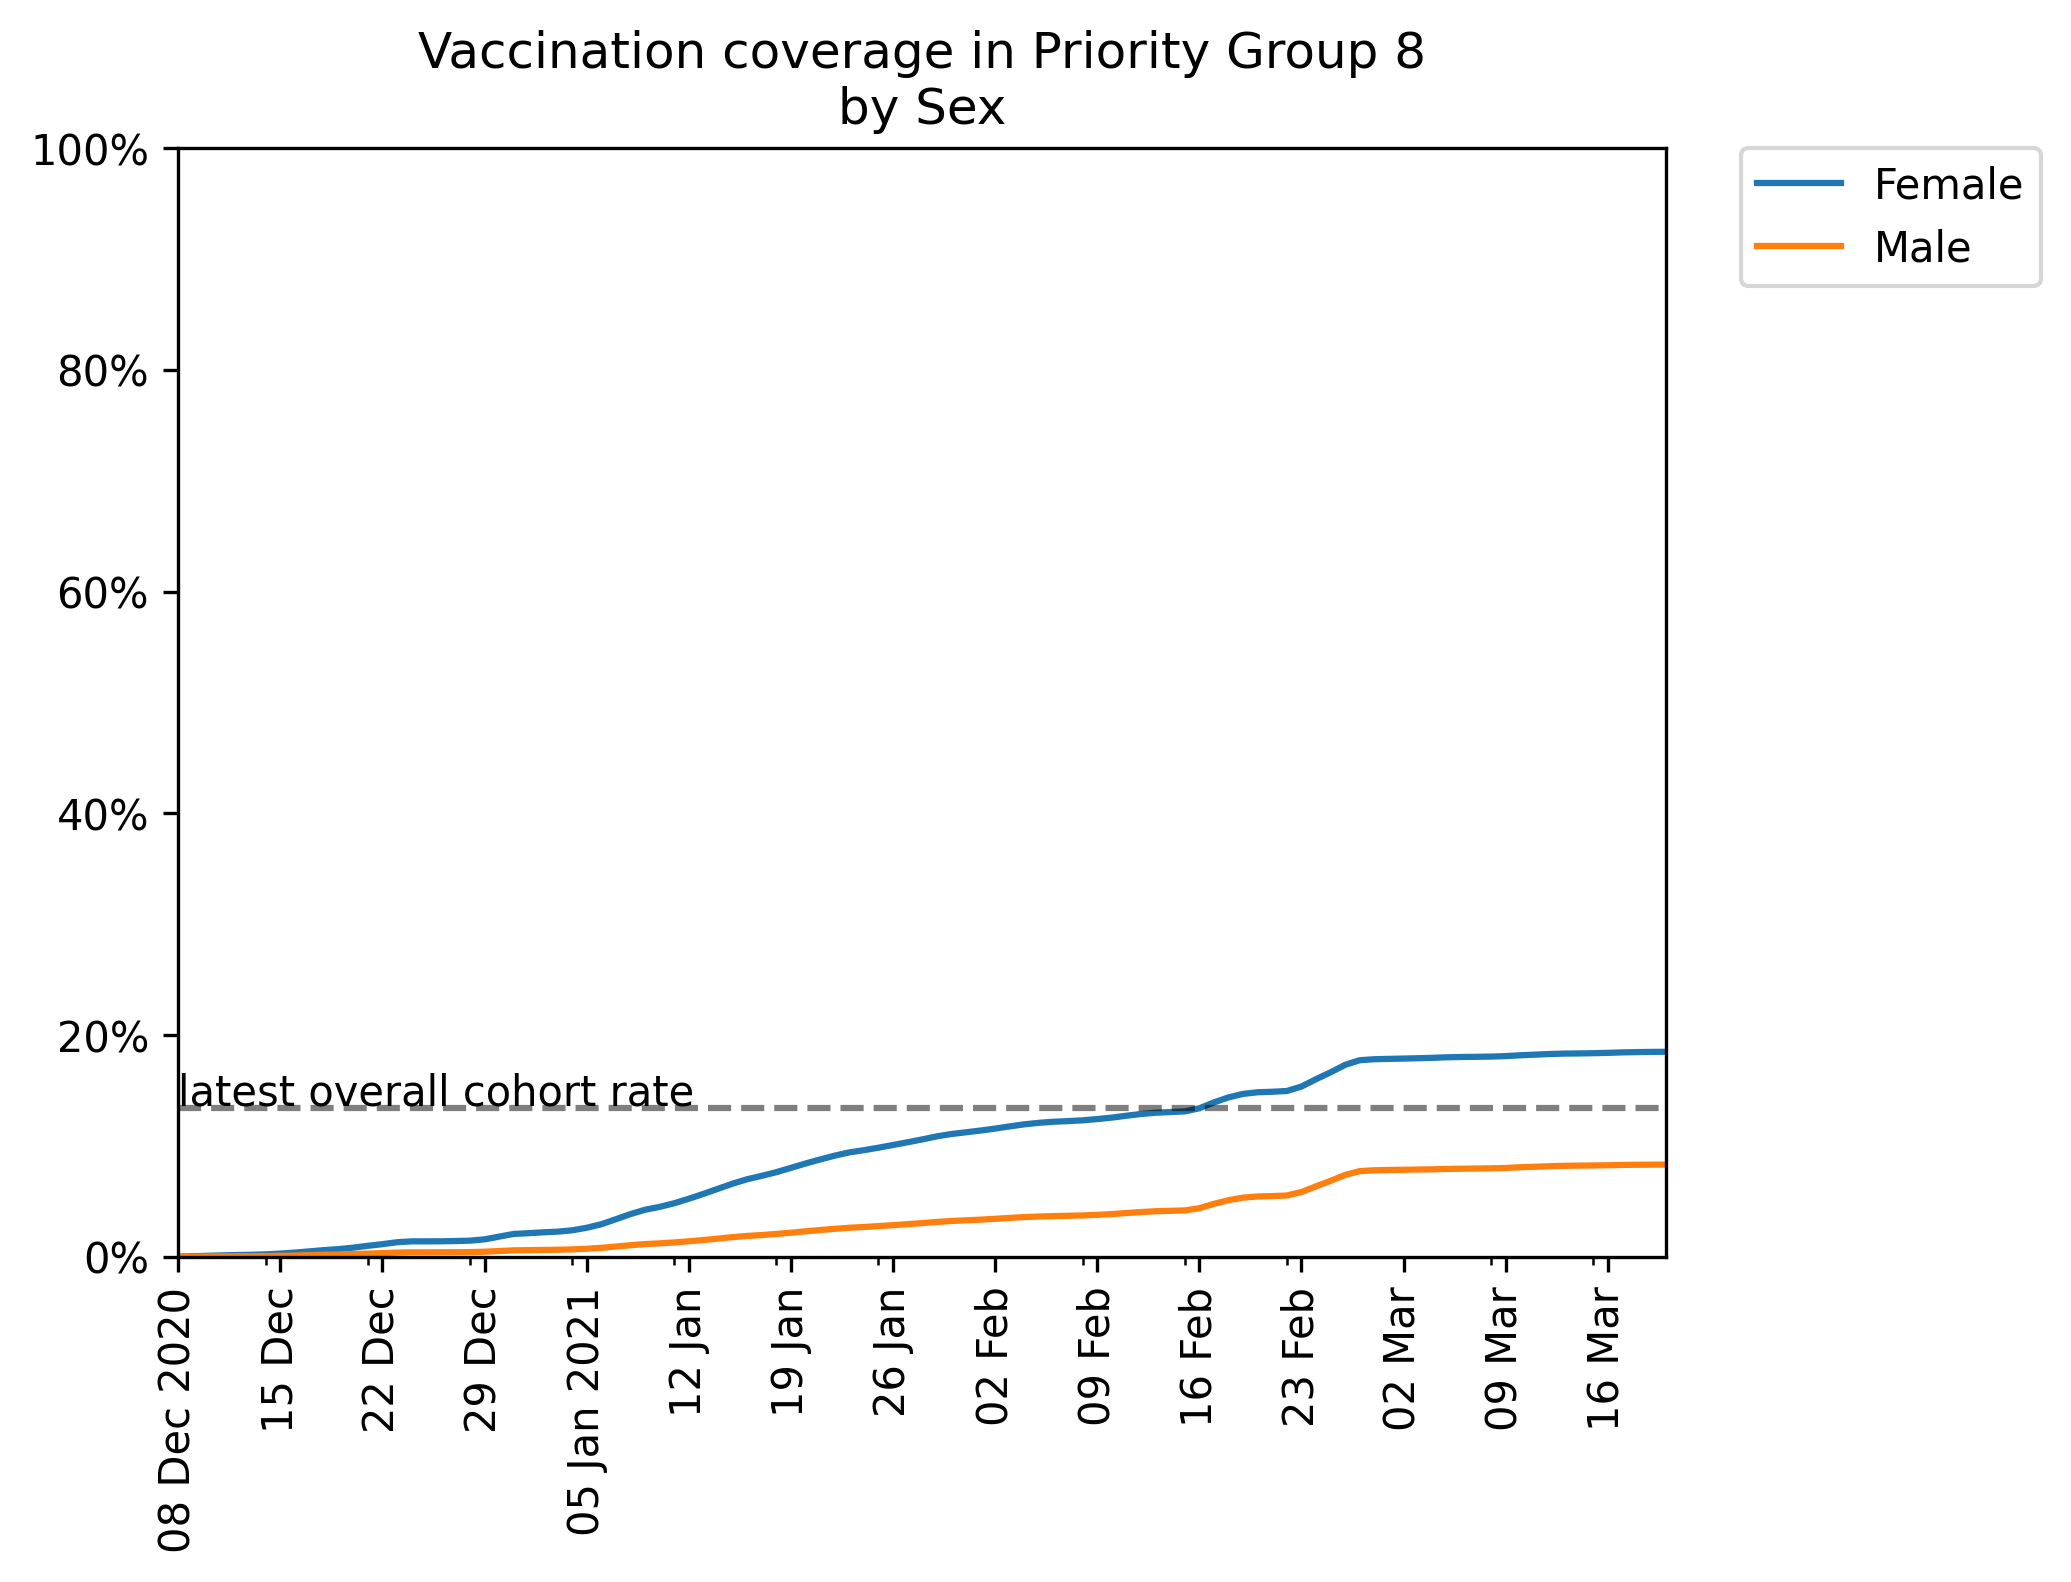 Vaccination coverage in Priority Group 8
by Sex
100%
80%
60%
40%
20%
0%
latest overall cohort rate
Female
Male
08 Dec 2020
15 Dec
22 Dec
29 Dec
05 Jan 2021
12 Jan
19 Jan
26 Jan
02 Feb
09 Feb
16 Feb
23 Feb
02 Mar
09 Mar
16 Mar